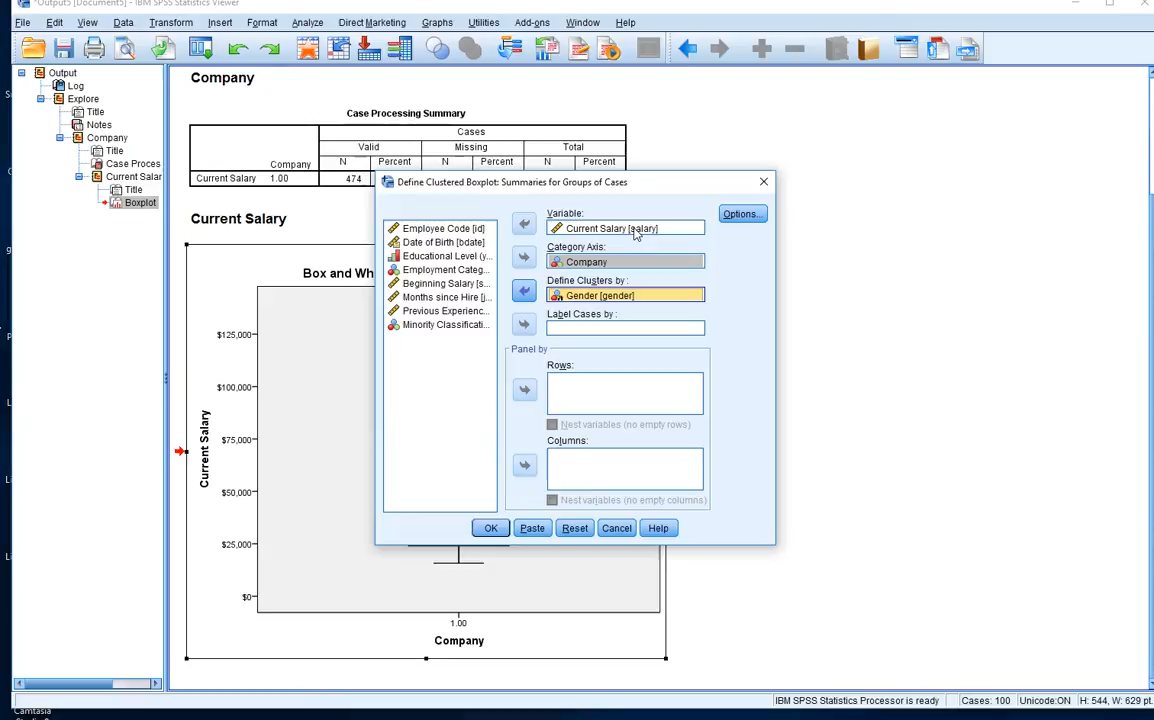 *Output5 [Document5] - IBM SPSS Statistics Viewer
File Edit View Data Transform Insert Format Analyze Direct Marketing Graphs Utilities Add-ons Window Help
Output
Log
Explore
Title
Notes
Company
Title
Case Proces
Current Salar
Title
Boxplot
Company
Case Processing Summary
Cases
Valid Missing Total
Company N Percent N Percent N Percent
Current Salary 1.00 474
Current Salary
Box and Wh
$125,000
$100,000
$75,000
$50,000
$25,000
$0
Current Salary
1.00
Company
Define Clustered Boxplot: Summaries for Groups of Cases
Employee Code [id]
Date of Birth [bdate]
Educational Level (y...
Employment Categ...
Beginning Salary [s...
Months since Hire [j...
Previous Experienc...
Minority Classificati...
Variable:
Current Salary [salary]
Options...
Category Axis:
Company
Define Clusters by :
Gender [gender]
Label Cases by :
Panel by
Rows:
Nest variables (no empty rows)
Columns:
Nest variables (no empty columns)
OK Paste Reset Cancel Help
IBM SPSS Statistics Processor is ready Cases: 100 Unicode:ON H: 544, W: 629 pt.
Camtasia